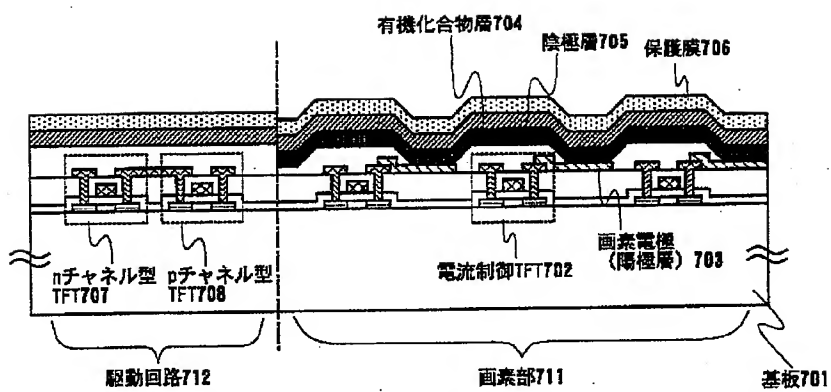 有機化合物層704
陰極層705
保護膜706
nチャネル型
TFT707
pチャネル型
TFT708
電流制御TFT702
画素電極
(陽極層)703
駆動回路712
画素部711
基板701